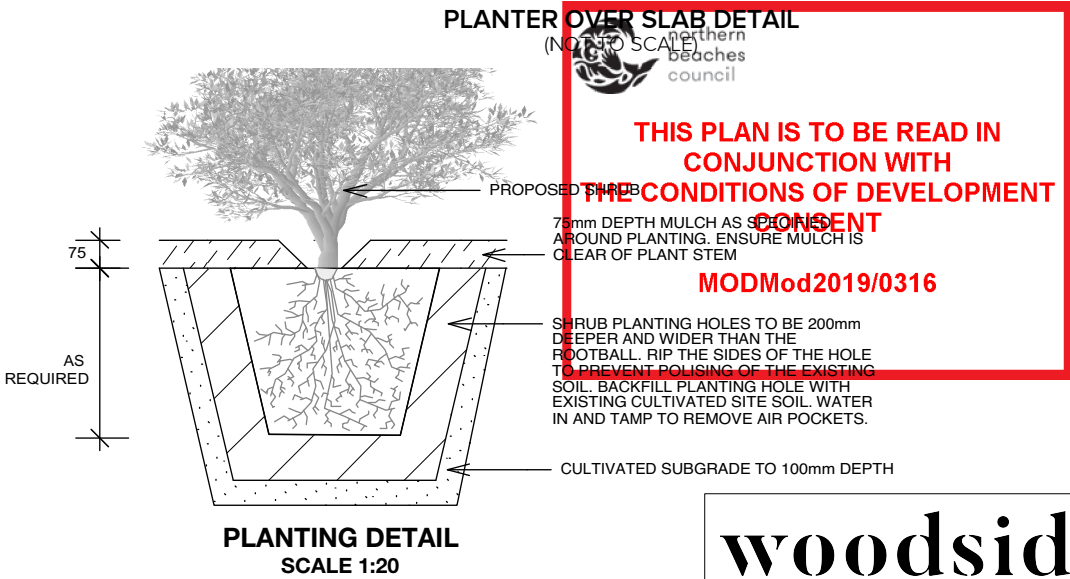 PLANTER OVER SLAB DETAIL
(NOT TO SCALE)
northern
beaches
council
THIS PLAN IS TO BE READ IN
CONJUNCTION WITH
THE CONDITIONS OF DEVELOPMENT
CONSENT
MODMod2019/0316
PROPOSED SHRUB
75mm DEPTH MULCH AS SPECIFIED
AROUND PLANTING. ENSURE MULCH IS
CLEAR OF PLANT STEM
75
SHRUB PLANTING HOLES TO BE 200mm
DEEPER AND WIDER THAN THE
ROOTBALL. RIP THE SIDES OF THE HOLE
TO PREVENT POLISING OF THE EXISTING
SOIL. BACKFILL PLANTING HOLE WITH
EXISTING CULTIVATED SITE SOIL. WATER
IN AND TAMP TO REMOVE AIR POCKETS.
AS
REQUIRED
CULTIVATED SUBGRADE TO 100mm DEPTH
PLANTING DETAIL
SCALE 1:20
woodsid